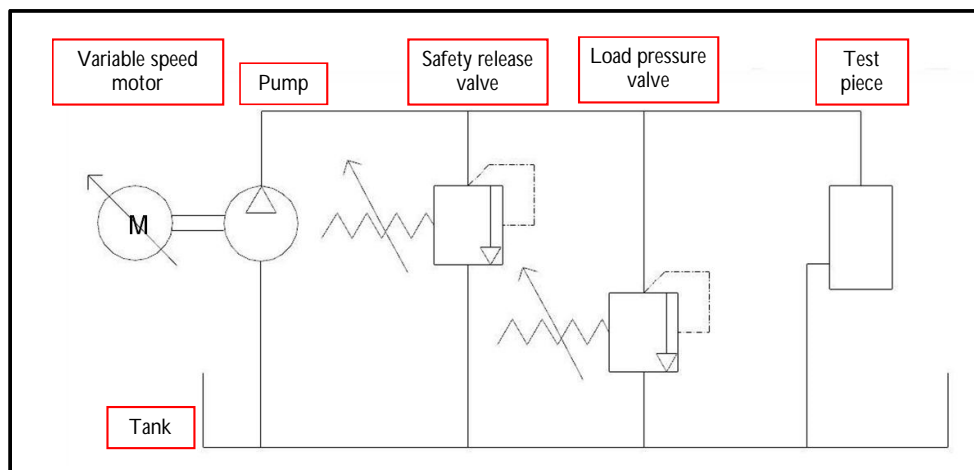 Variable speed
motor
Pump
Safety release
valve
Load pressure
valve
Test
piece
M
Tank